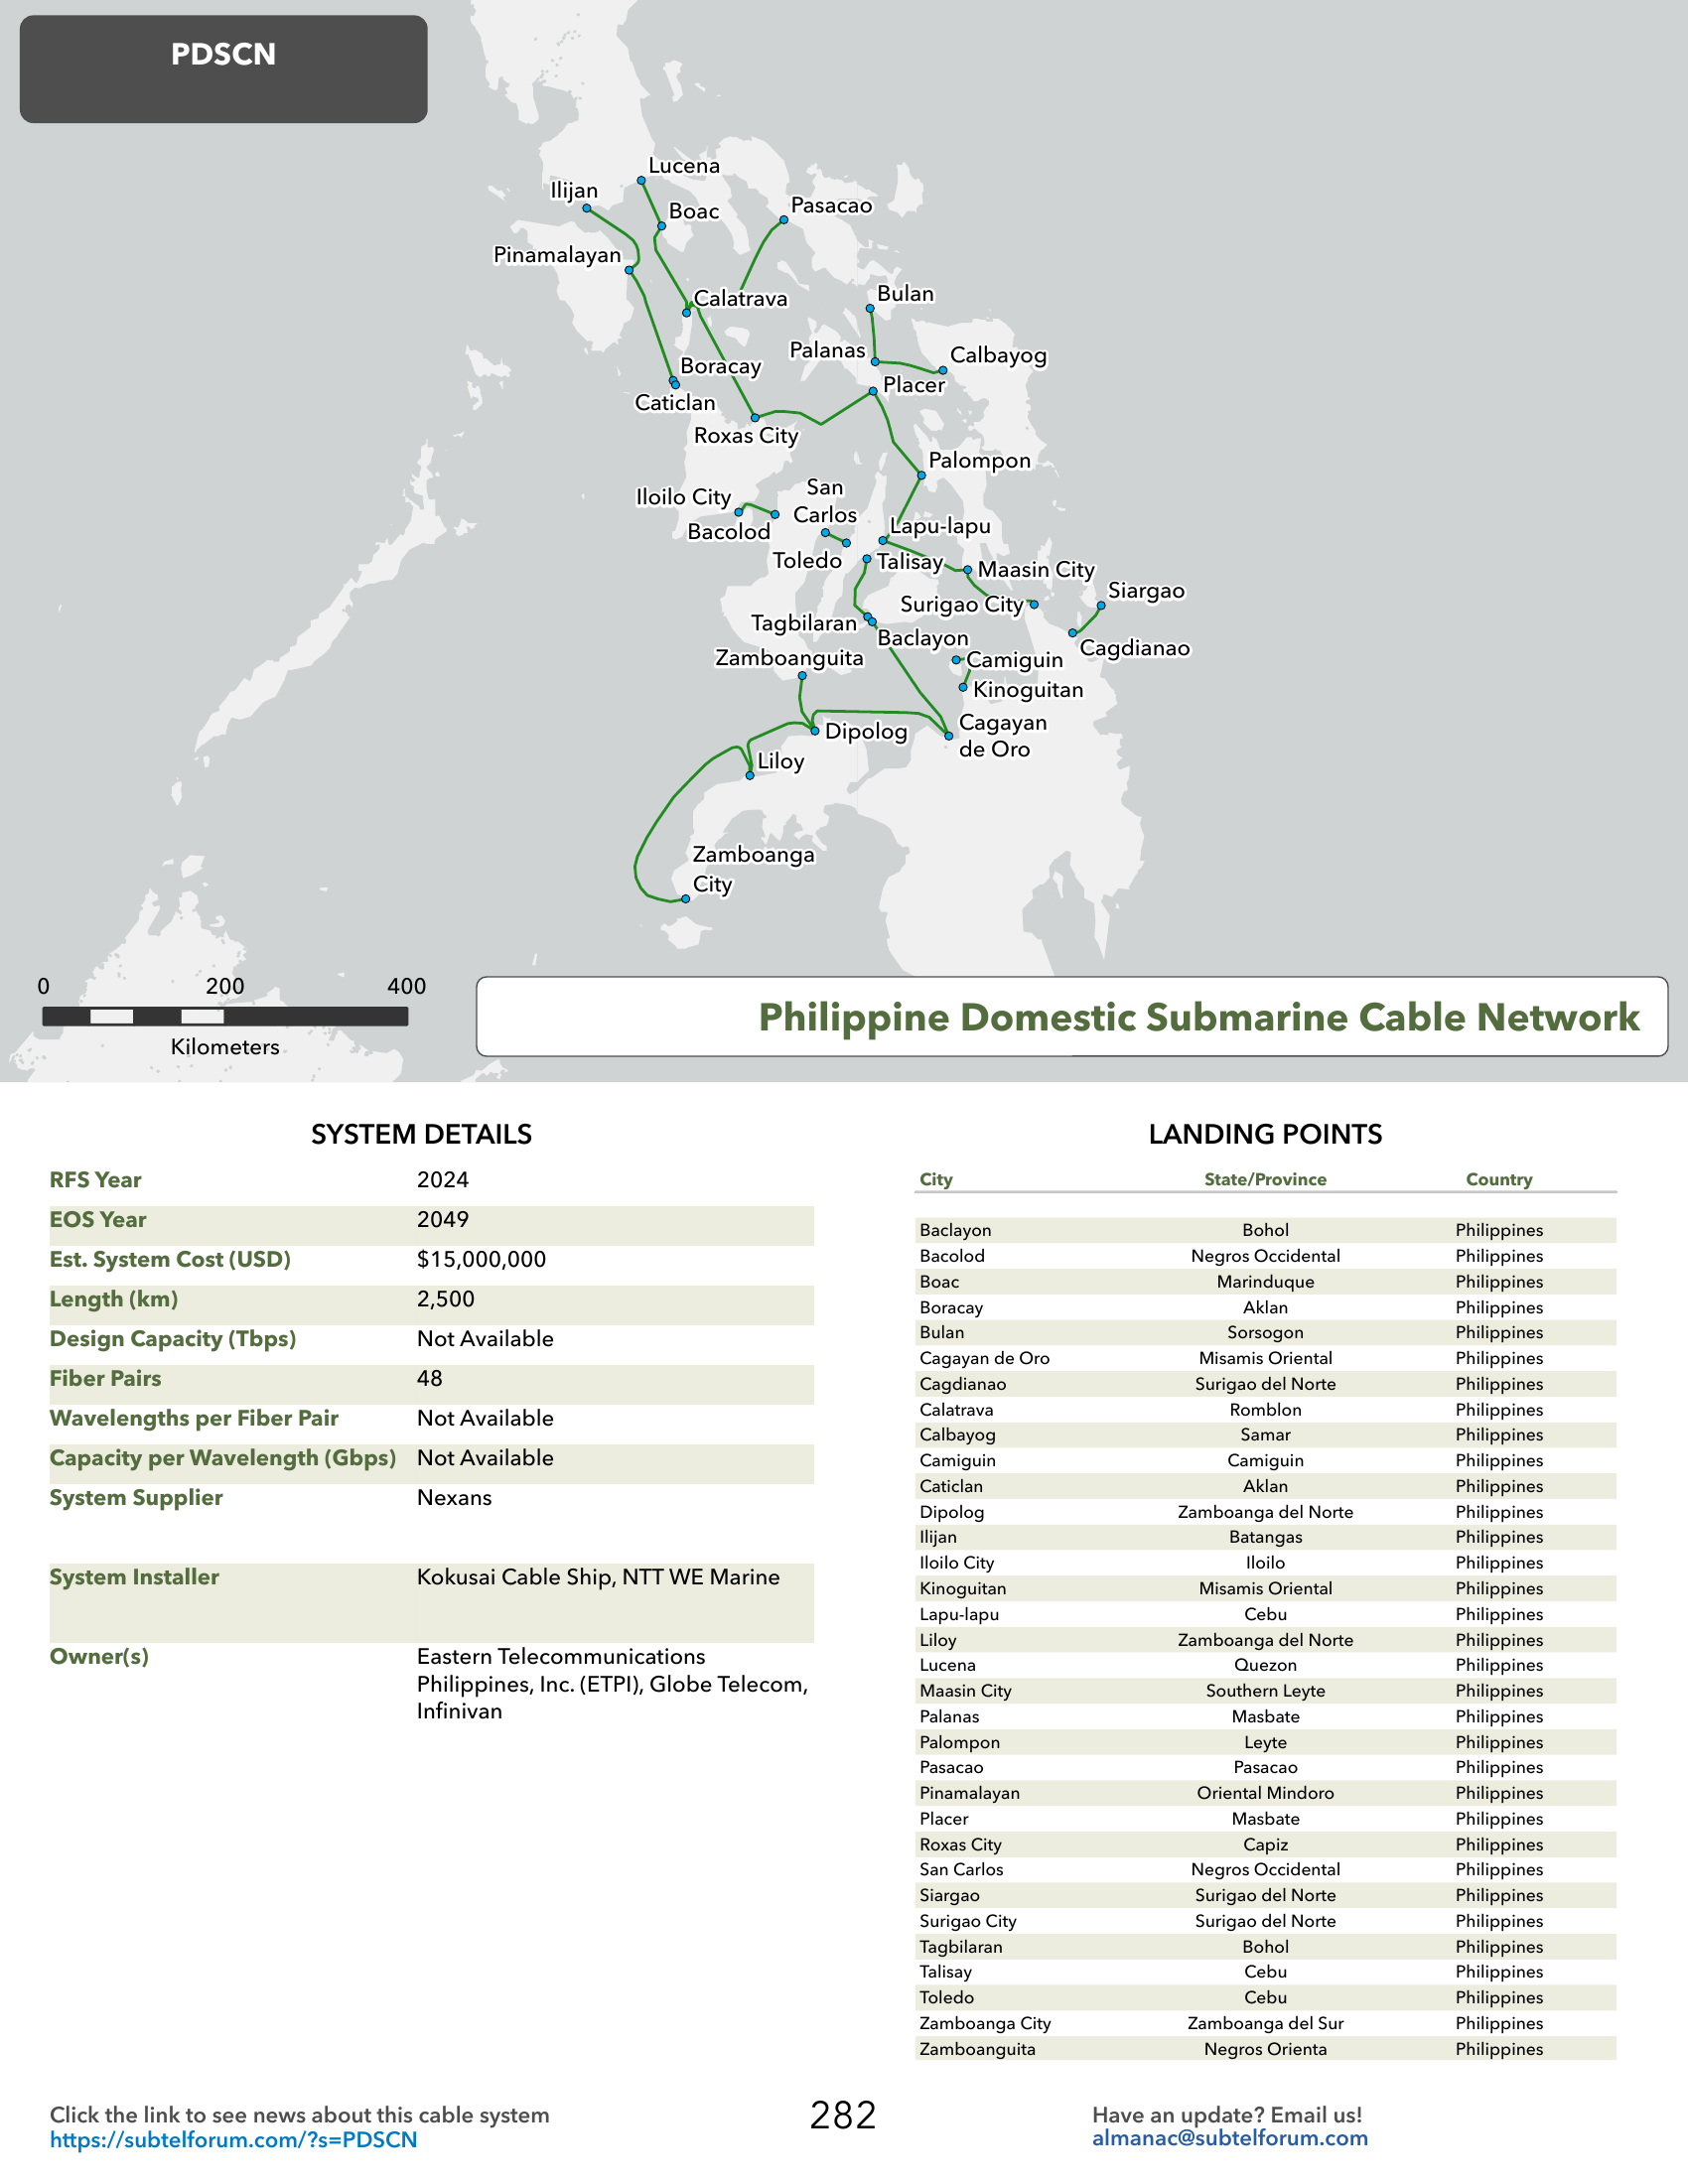 PDSCN
Lucena
Ilijan
Boac
Pasacao
Pinamalayan
Calatrava
Bulan
Palanas
Calbayog
Boracay
Placer
Caticlan
Roxas City
Palompon
San
Carlos
Iloilo City
Bacolod
Lapu-lapu
Toledo
Talisay
Maasin City
Siargao
Surigao City
Tagbilaran
Baclayon
Cagdianao
Zamboanguita
Camiguin
Kinoguitan
Cagayan
de Oro
Dipolog
Liloy
Zamboanga
City
0 200 400
Kilometers
Philippine Domestic Submarine Cable Network
SYSTEM DETAILS
RFS Year 2024
EOS Year 2049
Est. System Cost (USD) $15,000,000
Length (km) 2,500
Design Capacity (Tbps) Not Available
Fiber Pairs 48
Wavelengths per Fiber Pair Not Available
Capacity per Wavelength (Gbps) Not Available
System Supplier Nexans
System Installer Kokusai Cable Ship, NTT WE Marine
Owner(s) Eastern Telecommunications
Philippines, Inc. (ETPI), Globe Telecom,
Infinivan
LANDING POINTS
City State/Province Country
Baclayon Bohol Philippines
Bacolod Negros Occidental Philippines
Boac Marinduque Philippines
Boracay Aklan Philippines
Bulan Sorsogon Philippines
Cagayan de Oro Misamis Oriental Philippines
Cagdianao Surigao del Norte Philippines
Calatrava Romblon Philippines
Calbayog Samar Philippines
Camiguin Camiguin Philippines
Caticlan Aklan Philippines
Dipolog Zamboanga del Norte Philippines
Ilijan Batangas Philippines
Iloilo City Iloilo Philippines
Kinoguitan Misamis Oriental Philippines
Lapu-lapu Cebu Philippines
Liloy Zamboanga del Norte Philippines
Lucena Quezon Philippines
Maasin City Southern Leyte Philippines
Palanas Masbate Philippines
Palompon Leyte Philippines
Pasacao Pasacao Philippines
Pinamalayan Oriental Mindoro Philippines
Placer Masbate Philippines
Roxas City Capiz Philippines
San Carlos Negros Occidental Philippines
Siargao Surigao del Norte Philippines
Surigao City Surigao del Norte Philippines
Tagbilaran Bohol Philippines
Talisay Cebu Philippines
Toledo Cebu Philippines
Zamboanga City Zamboanga del Sur Philippines
Zamboanguita Negros Orienta Philippines
Click the link to see news about this cable system
https://subtelforum.com/?s=PDSCN
282
Have an update? Email us!
almanac@subtelforum.com